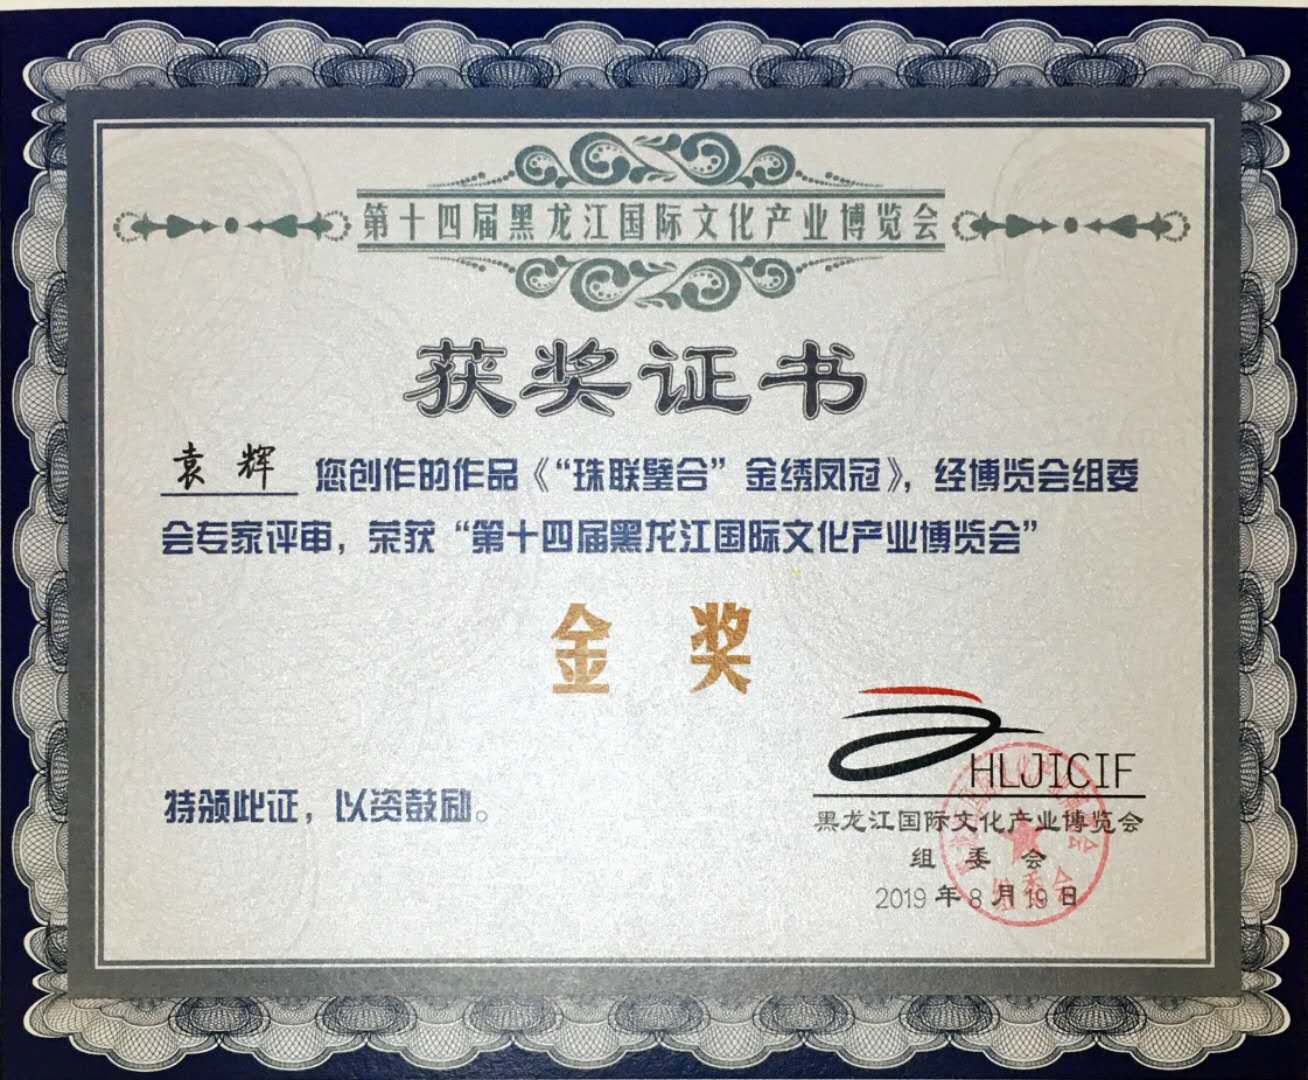 第十四届黑龙江国际文化产业博览会
获奖证书
袁辉 您创作的作品《“珠联璧合”金绣凤冠》，经博览会组委
会专家评审，荣获“第十四届黑龙江国际文化产业博览会”
金奖
特颁此证，以资鼓励。
HLJICIF
黑龙江国际文化产业博览会
组委会
2019年8月19日